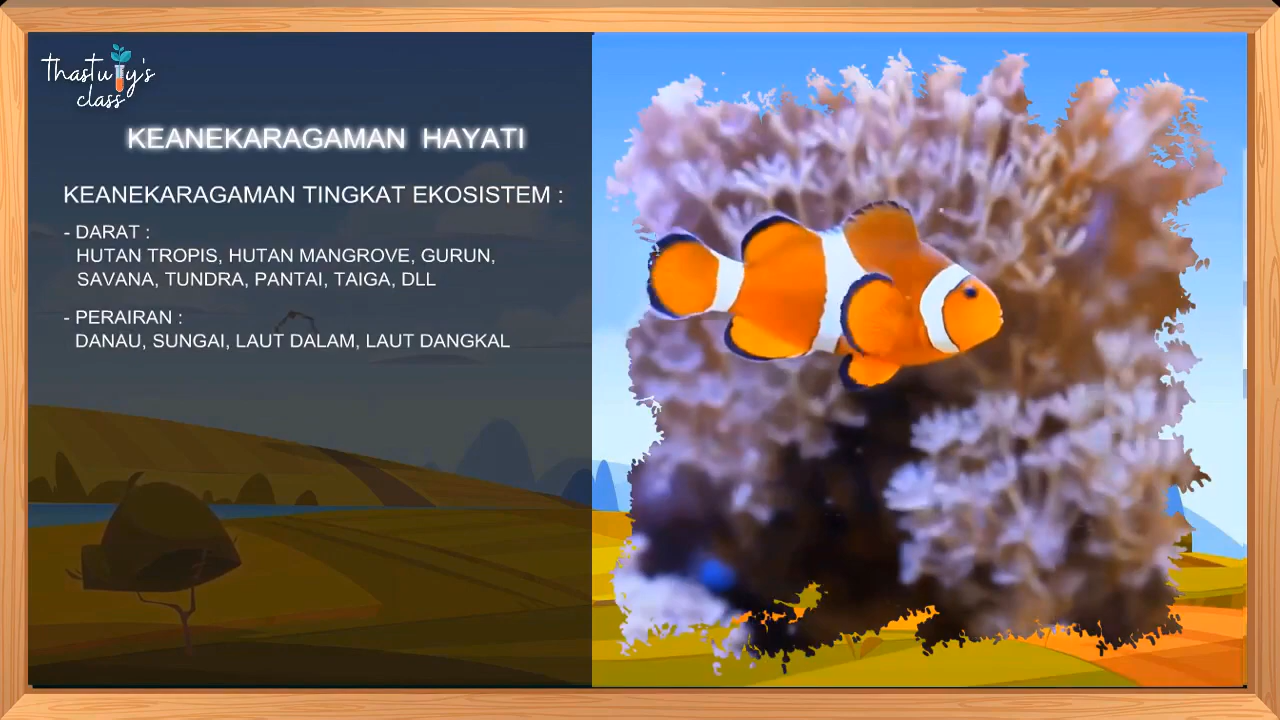 Thastuty's
class
KEANEKARAGAMAN HAYATI
KEANEKARAGAMAN TINGKAT EKOSISTEM :
- DARAT :
HUTAN TROPIS, HUTAN MANGROVE, GURUN,
SAVANA, TUNDRA, PANTAI, TAIGA, DLL
- PERAIRAN :
DANAU, SUNGAI, LAUT DALAM, LAUT DANGKAL